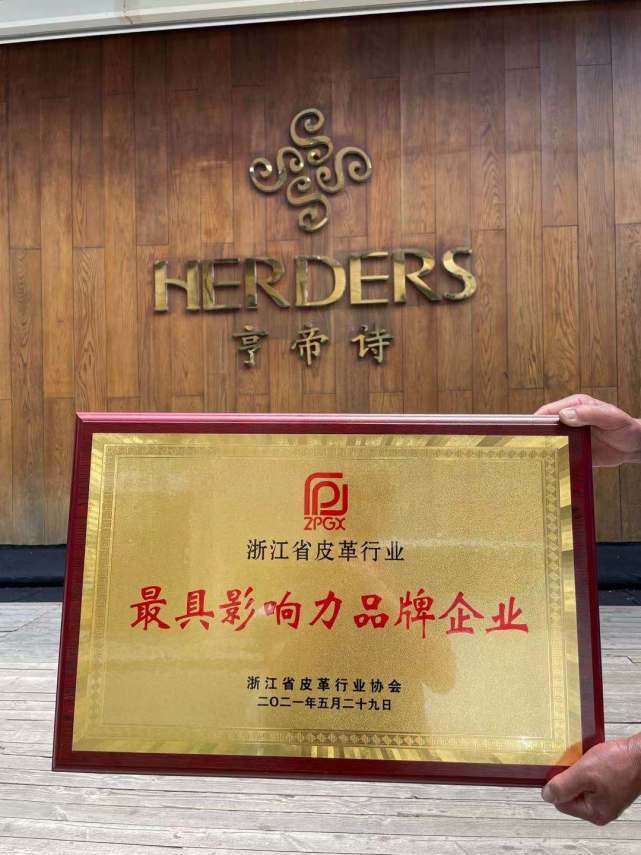 HERDERS
亨帝诗
ZPGX
浙江省皮革行业
最具影响力品牌企业
浙江省皮革行业协会
二〇二一年五月二十九日